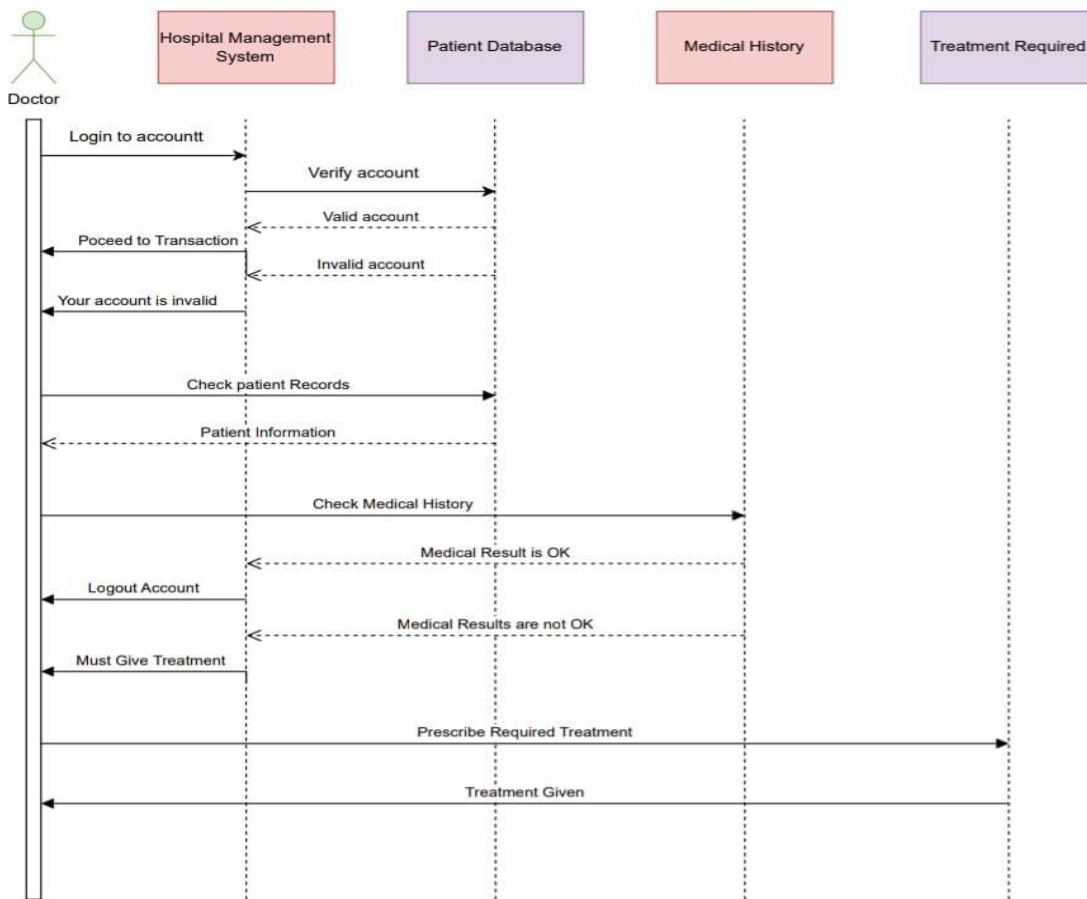 Hospital Management
System
Patient Database
Medical History
Treatment Required
Doctor
Login to accountt
Verify account
Valid account
Poceed to Transaction
Invalid account
Your account is invalid
Check patient Records
Patient Information
Check Medical History
Medical Result is OK
Logout Account
Medical Results are not OK
Must Give Treatment
Prescribe Required Treatment
Treatment Given